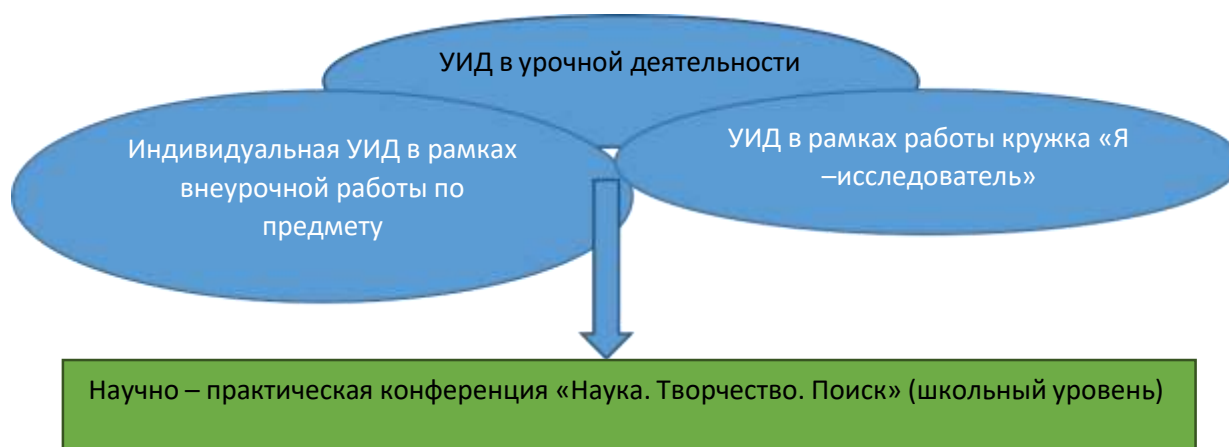 УИД в урочной деятельности
Индивидуальная УИД в рамках
внеурочной работы по
предмету
УИД в рамках работы кружка «Я
–исследователь»
Научно – практическая конференция «Наука. Творчество. Поиск» (школьный уровень)